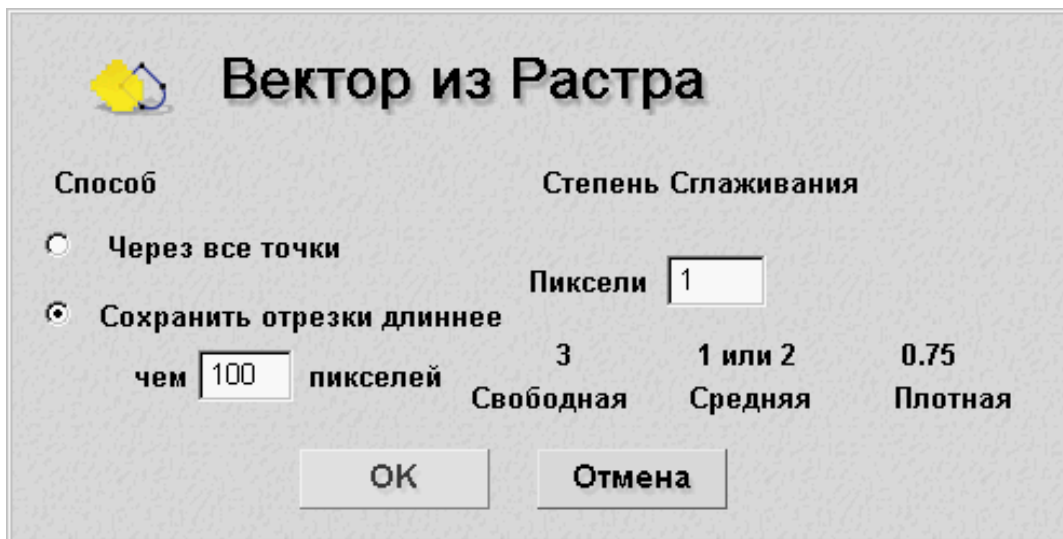 Вектор из Растра
Способ
Степень Сглаживания
Через все точки
Пиксели 1
Сохранить отрезки длиннее
чем 100 пикселей
3 1 или 2 0.75
Свободная Средняя Плотная
OK Отмена